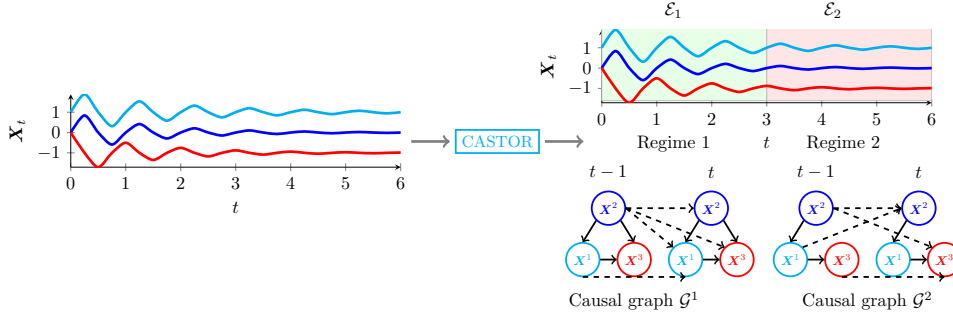 X_t
1
0
−1
0 1 2 3 4 5 6
t
CASTOR
ℰ_1 ℰ_2
X_t
1
0
−1
0 1 2 3 4 5 6
Regime 1 t Regime 2
t − 1 t t − 1 t
X^2 X^2 X^2 X^2
X^1 X^3 X^1 X^3 X^1 X^3 X^1 X^3
Causal graph 𝒢^1 Causal graph 𝒢^2